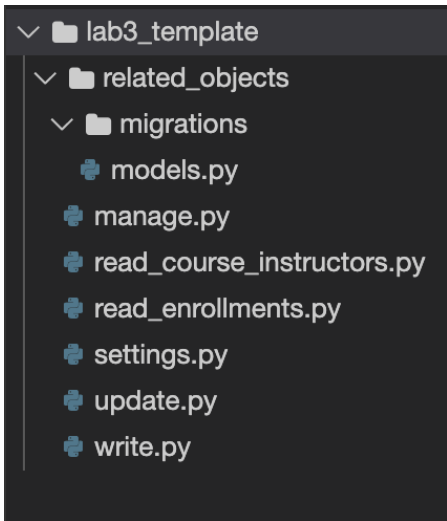 lab3_template
related_objects
migrations
models.py
manage.py
read_course_instructors.py
read_enrollments.py
settings.py
update.py
write.py